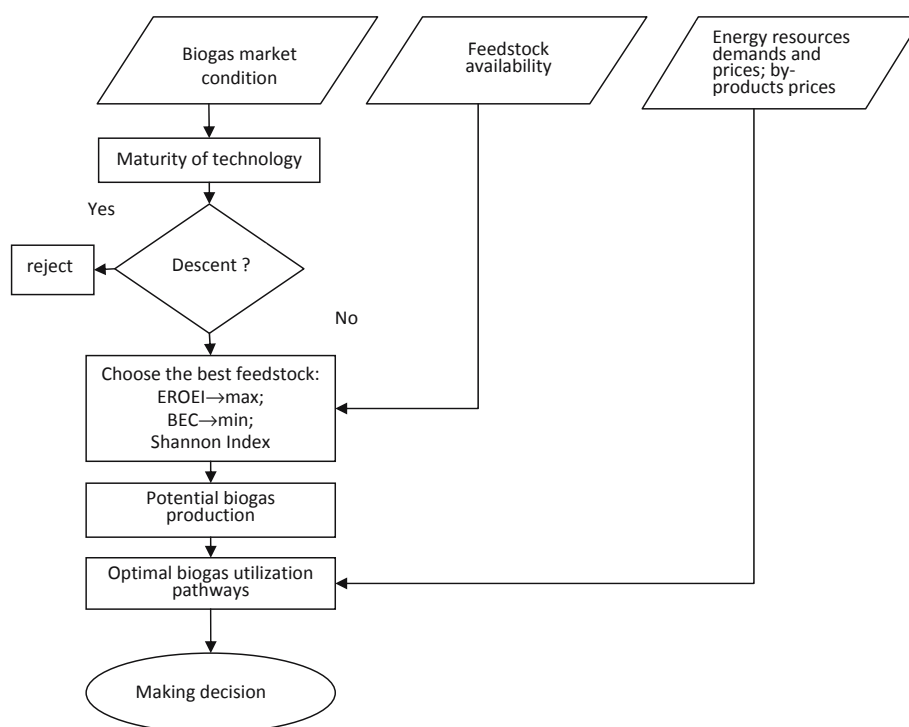 Biogas market
condition
Feedstock
availability
Energy resources
demands and
prices; by-
products prices
Maturity of technology
Yes
reject
Descent ?
No
Choose the best feedstock:
EROEI→max;
BEC→min;
Shannon Index
Potential biogas
production
Optimal biogas utilization
pathways
Making decision